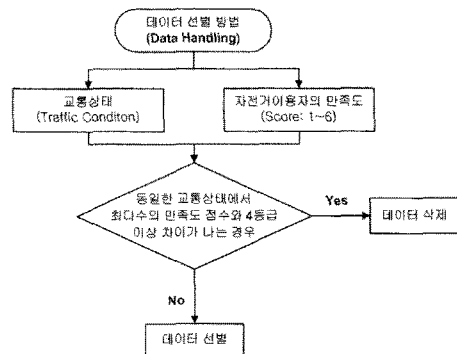 데이터 선별 방법
(Data Handling)
교통상태
(Traffic Conditon)
자전거이용자의 만족도
(Score: 1~6)
동일한 교통상태에서
최다수의 만족도 점수와 4등급
이상 차이가 나는 경우
Yes
데이터 삭제
No
데이터 선별